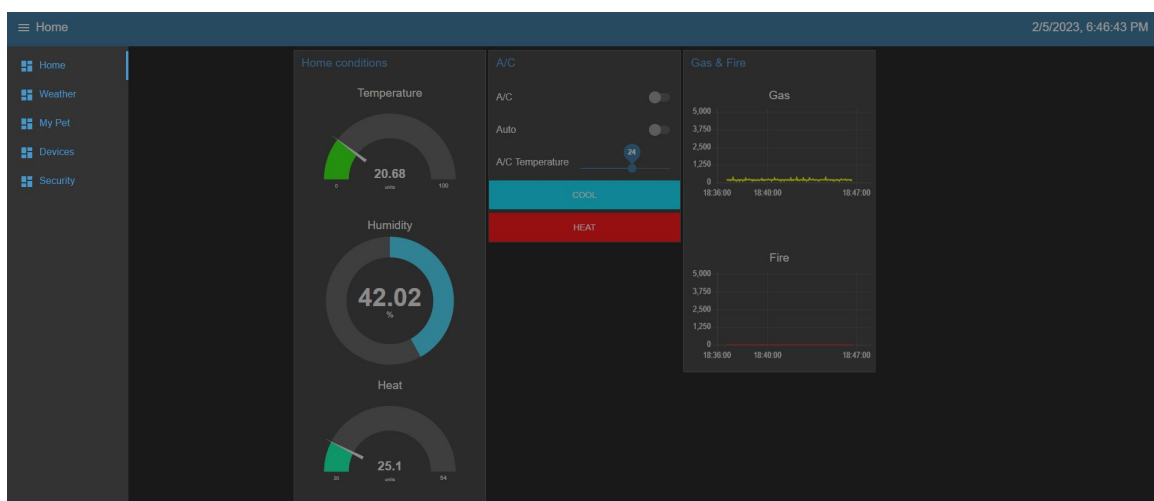 Home
2/5/2023, 6:46:43 PM
Home
Weather
My Pet
Devices
Security
Home conditions
Temperature
20.68
units
0
100
Humidity
42.02
%
Heat
25.1
units
20
54
A/C
A/C
Auto
A/C Temperature
24
COOL
HEAT
Gas & Fire
Gas
5,000
3,750
2,500
1,250
0
18:36:00 18:40:00 18:47:00
Fire
5,000
3,750
2,500
1,250
0
18:36:00 18:40:00 18:47:00